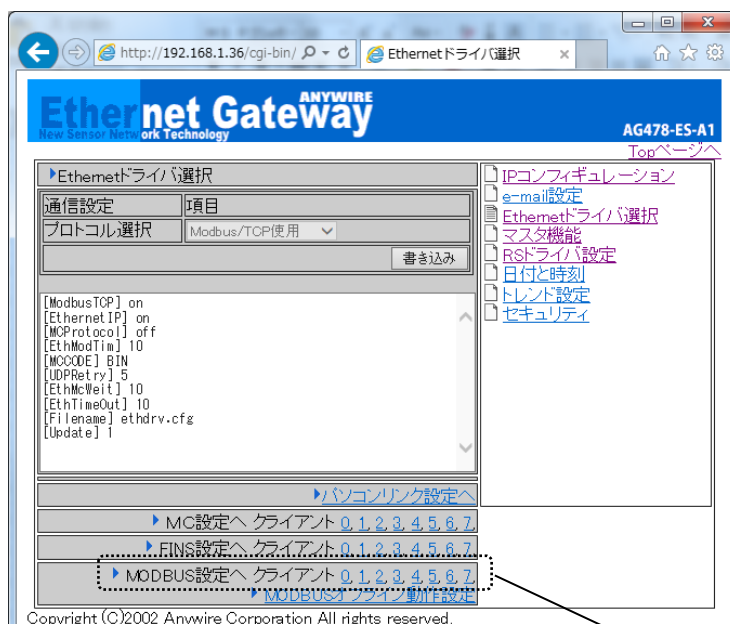 http://192.168.1.36/cgi-bin/
Ethernetドライバ選択
Ethernet Gateway
ANYWIRE
New Sensor Network Technology
AG478-ES-A1
Topページへ
Ethernetドライバ選択
通信設定 項目
プロトコル選択 Modbus/TCP使用
書き込み
[ModbusTCP] on
[EthernetIP] on
[MCProtocol] off
[EthModTim] 10
[MCCODE] BIN
[UDPRetry] 5
[EthMcWeit] 10
[EthTimeOut] 10
[Filename] ethdrv.cfg
[Update] 1
パソコンリンク設定へ
MC設定へ クライアント 0, 1, 2, 3, 4, 5, 6, 7,
FINS設定へ クライアント 0, 1, 2, 3, 4, 5, 6, 7,
MODBUS設定へ クライアント 0, 1, 2, 3, 4, 5, 6, 7,
MODBUSオフライン動作設定
IPコンフィギュレーション
e-mail設定
Ethernetドライバ選択
マスタ機能
RSドライバ設定
日付と時刻
トレンド設定
セキュリティ
Copyright (C)2002 Anywire Corporation All rights reserved.